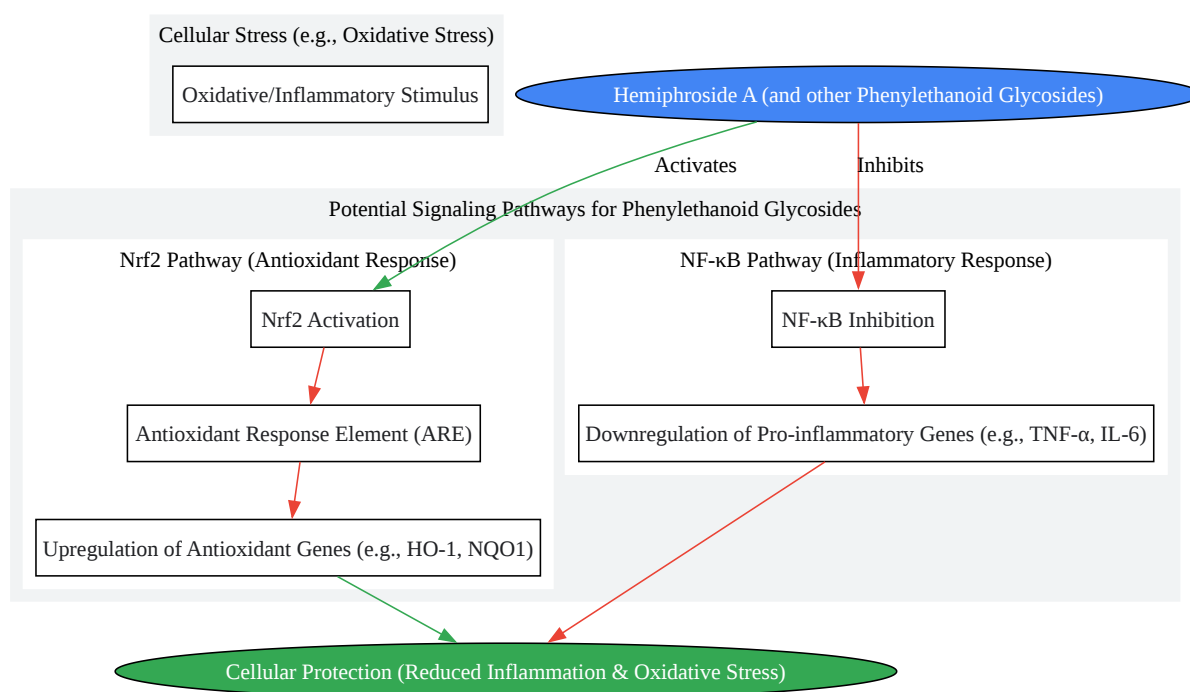 Cellular Stress (e.g., Oxidative Stress)
Oxidative/Inflammatory Stimulus
Hemiphroside A (and other Phenylethanoid Glycosides)
Activates
Inhibits
Potential Signaling Pathways for Phenylethanoid Glycosides
Nrf2 Pathway (Antioxidant Response)
NF-κB Pathway (Inflammatory Response)
Nrf2 Activation
NF-κB Inhibition
Antioxidant Response Element (ARE)
Downregulation of Pro-inflammatory Genes (e.g., TNF-α, IL-6)
Upregulation of Antioxidant Genes (e.g., HO-1, NQO1)
Cellular Protection (Reduced Inflammation & Oxidative Stress)